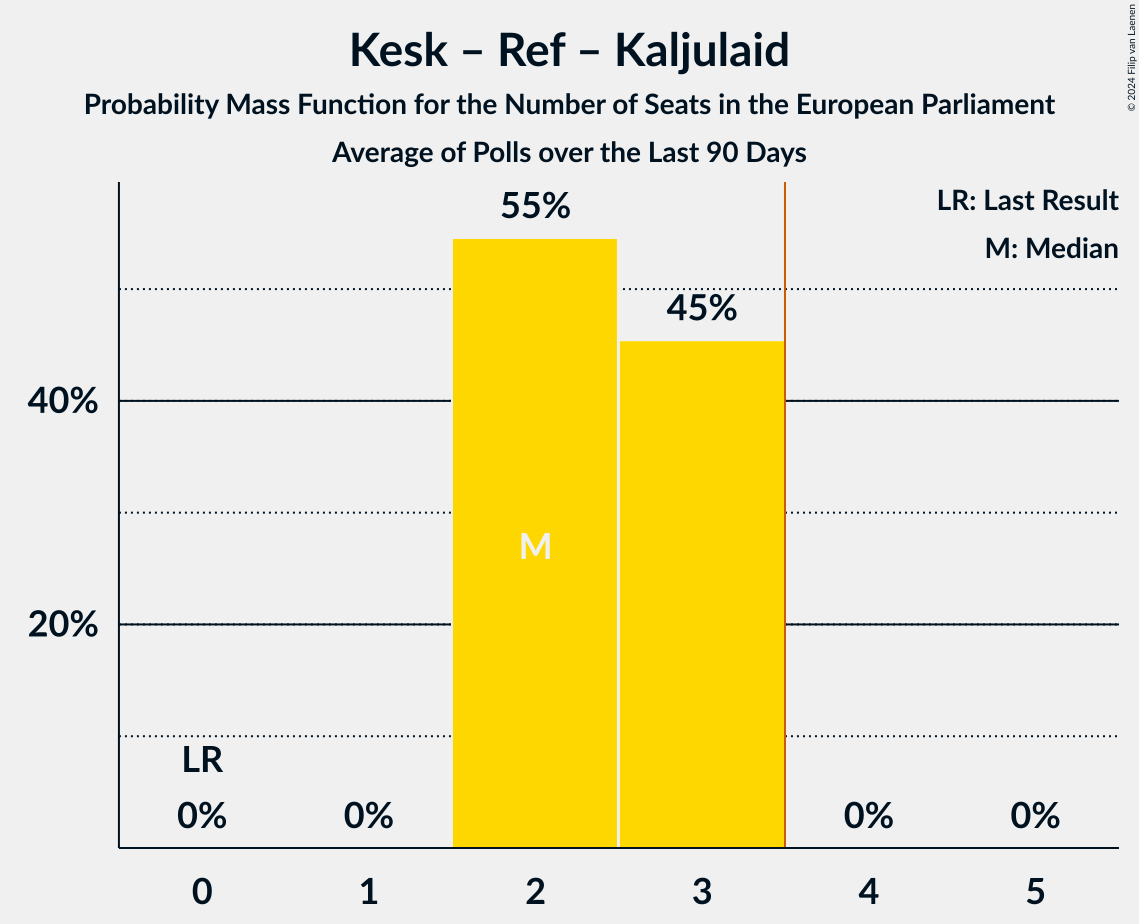 Kesk – Ref – Kaljulaid
Probability Mass Function for the Number of Seats in the European Parliament
Average of Polls over the Last 90 Days
© 2024 Filip van Laenen
LR: Last Result
M: Median
55%
45%
40%
20%
M
LR
0%
0%
0%
0%
0
1
2
3
4
5